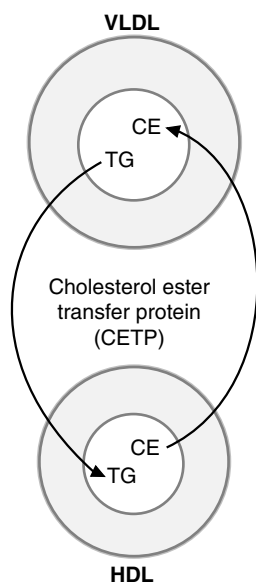 VLDL
CE
TG
Cholesterol ester
transfer protein
(CETP)
CE
TG
HDL